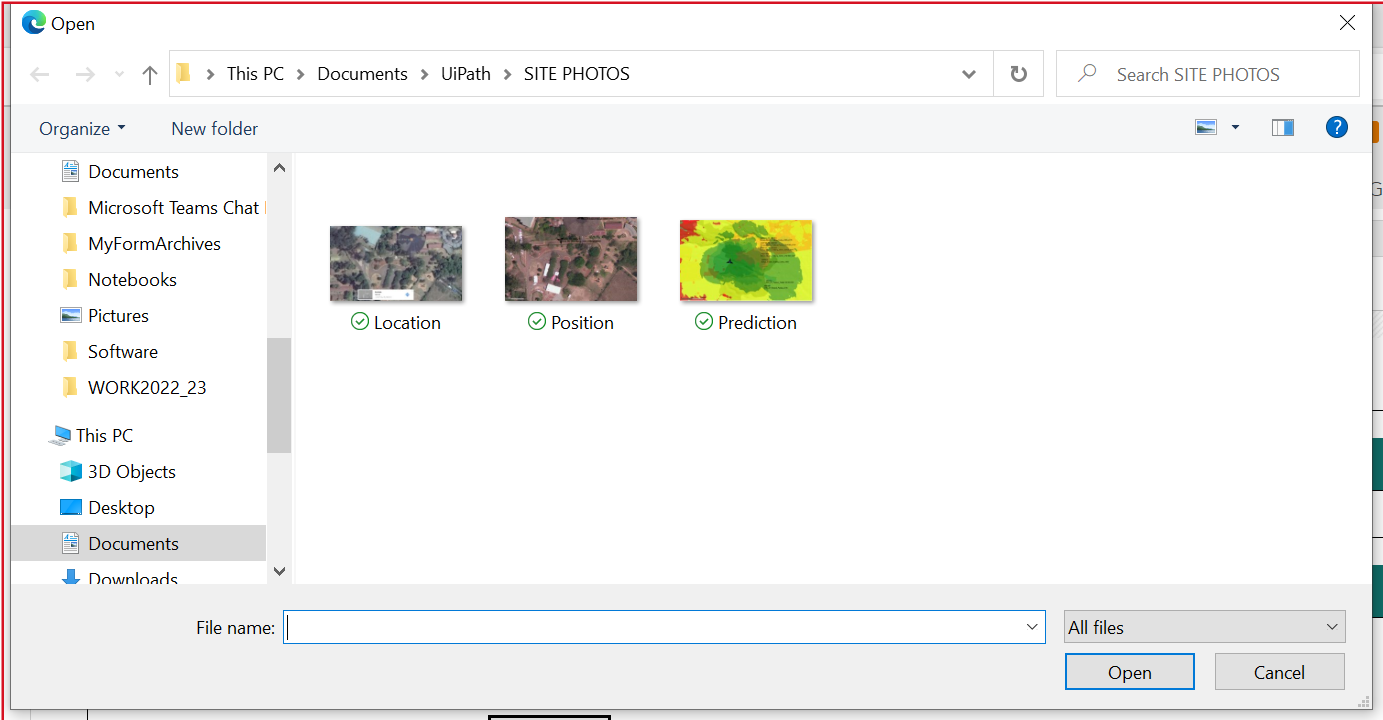 Open
This PC > Documents > UiPath > SITE PHOTOS
Search SITE PHOTOS
Organize
New folder
?
Documents
Microsoft Teams Chat
MyFormArchives
Notebooks
Pictures
Software
WORK2022_23
This PC
3D Objects
Desktop
Documents
Downloads
Location
Position
Prediction
File name:
All files
Open
Cancel
G